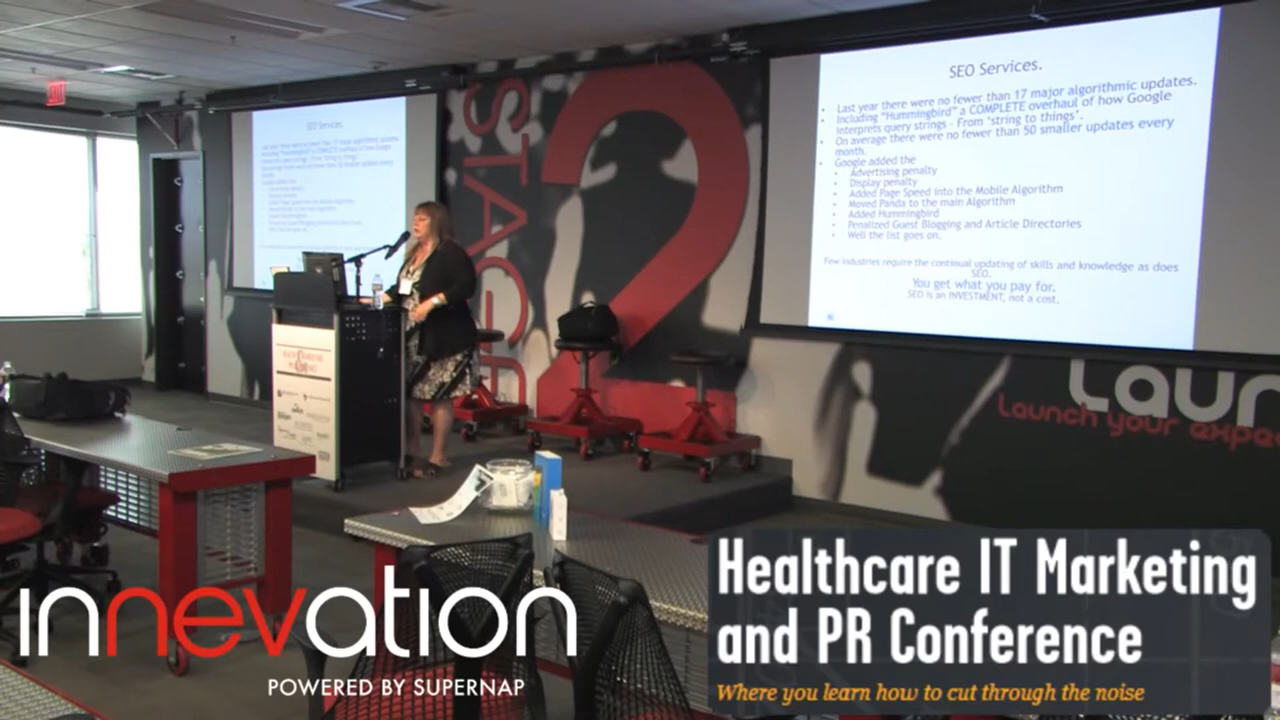 EXIT
SEO Services.
STAGE
2
SEO Services.
Last year there were no fewer than 17 major algorithmic updates.
Including "Hummingbird" a COMPLETE overhaul of how Google
interprets query strings - From 'string to things'.
On average there were no fewer than 50 smaller updates every
month.
Google added the
Advertising penalty
Display penalty
Added Page Speed into the Mobile Algorithm
Moved Panda to the main Algorithm
Added Hummingbird
Penalized Guest Blogging and Article Directories
Well the list goes on.
Few industries require the continual updating of skills and knowledge as does
SEO.
You get what you pay for.
SEO is an INVESTMENT, not a cost.
Laun
Launch your expe
innevation
POWERED BY SUPERNAP
Healthcare IT Marketing
and PR Conference
Where you learn how to cut through the noise